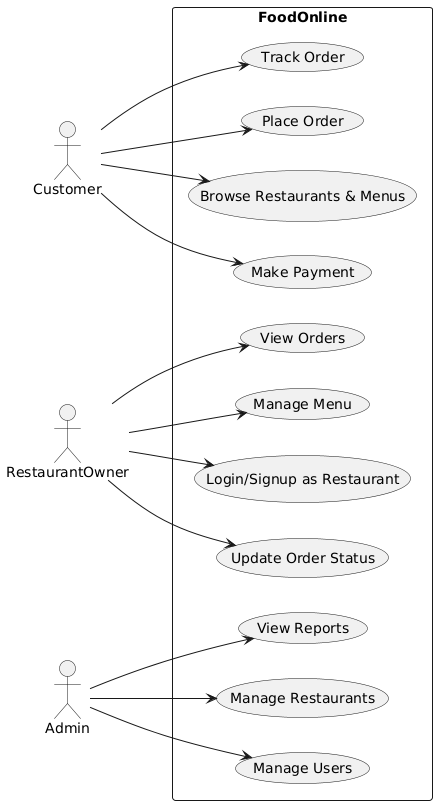 FoodOnline
Track Order
Place Order
Customer
Browse Restaurants & Menus
Make Payment
View Orders
Manage Menu
RestaurantOwner
Login/Signup as Restaurant
Update Order Status
View Reports
Manage Restaurants
Admin
Manage Users